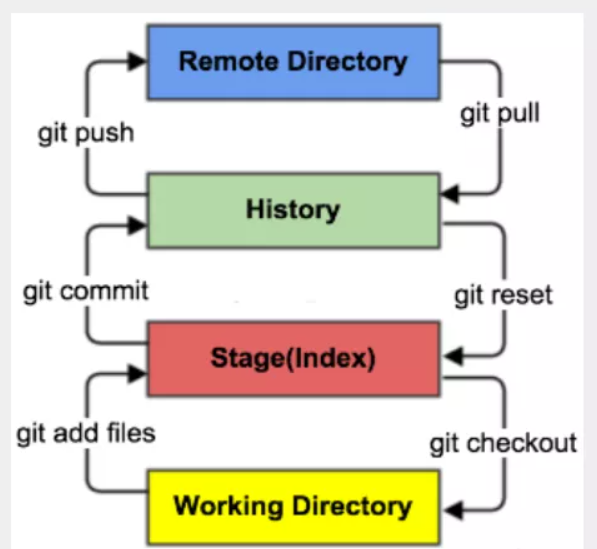 Remote Directory
git push
git pull
History
git commit
git reset
Stage(Index)
git add files
git checkout
Working Directory